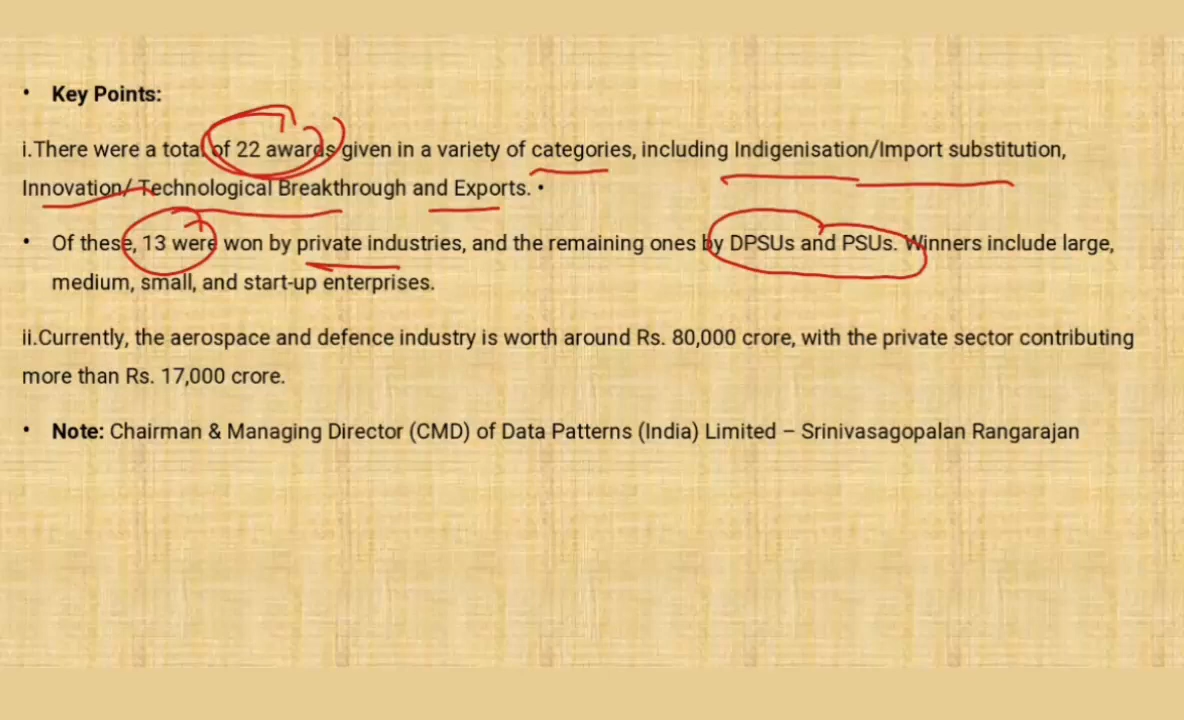 • Key Points:
i.There were a total of 22 awards given in a variety of categories, including Indigenisation/Import substitution,
Innovation/ Technological Breakthrough and Exports. •
• Of these, 13 were won by private industries, and the remaining ones by DPSUs and PSUs. Winners include large,
medium, small, and start-up enterprises.
ii.Currently, the aerospace and defence industry is worth around Rs. 80,000 crore, with the private sector contributing
more than Rs. 17,000 crore.
• Note: Chairman & Managing Director (CMD) of Data Patterns (India) Limited – Srinivasagopalan Rangarajan